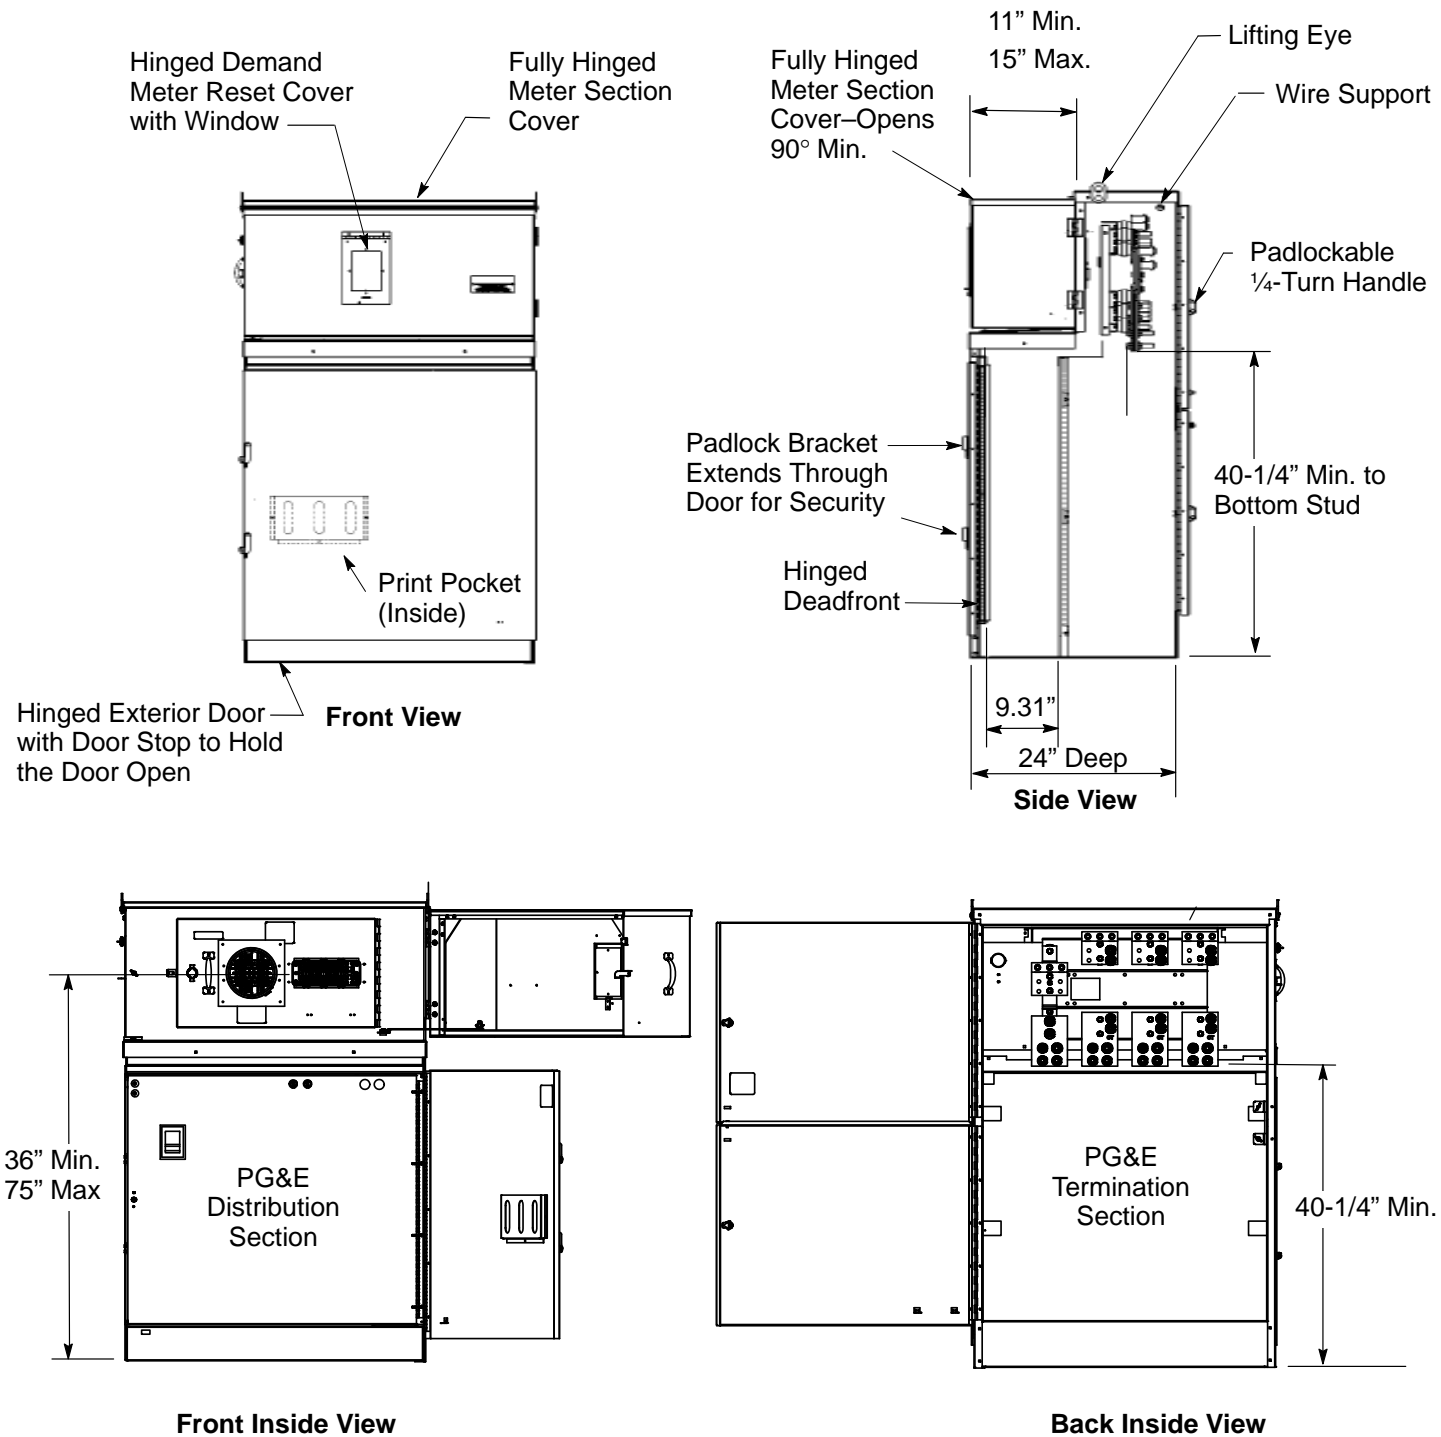 Hinged Demand
Meter Reset Cover
with Window
Fully Hinged
Meter Section
Cover
Print Pocket
(Inside)
Hinged Exterior Door
with Door Stop to Hold
the Door Open
Front View
11” Min.
15” Max.
Fully Hinged
Meter Section
Cover–Opens
90° Min.
Lifting Eye
Wire Support
Padlockable
¼-Turn Handle
Padlock Bracket
Extends Through
Door for Security
40-1/4” Min. to
Bottom Stud
Hinged
Deadfront
9.31”
24” Deep
Side View
36” Min.
75” Max
PG&E
Distribution
Section
Front Inside View
PG&E
Termination
Section
40-1/4” Min.
Back Inside View